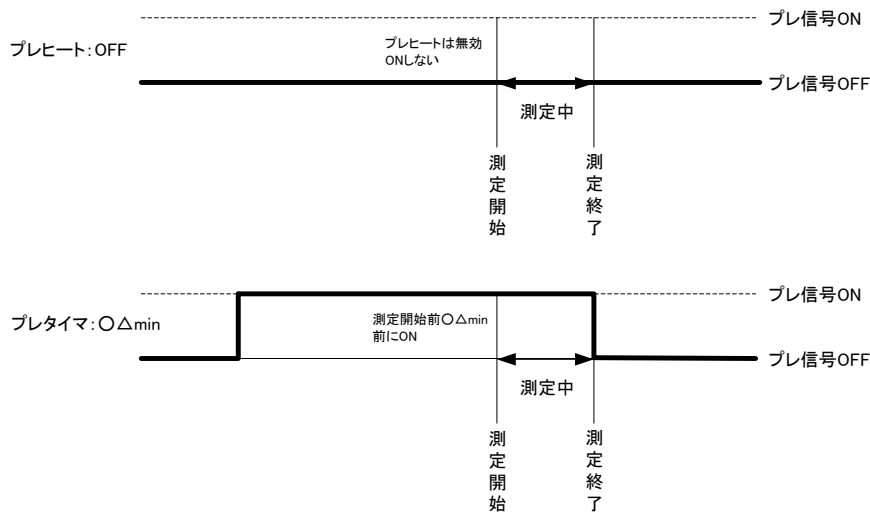 プレ信号ON
プレヒート：OFF
プレヒートは無効
ONしない
プレ信号OFF
測定中
測定開始
測定終了
プレ信号ON
プレタイマ：〇△min
測定開始前〇△min
前にON
プレ信号OFF
測定中
測定開始
測定終了